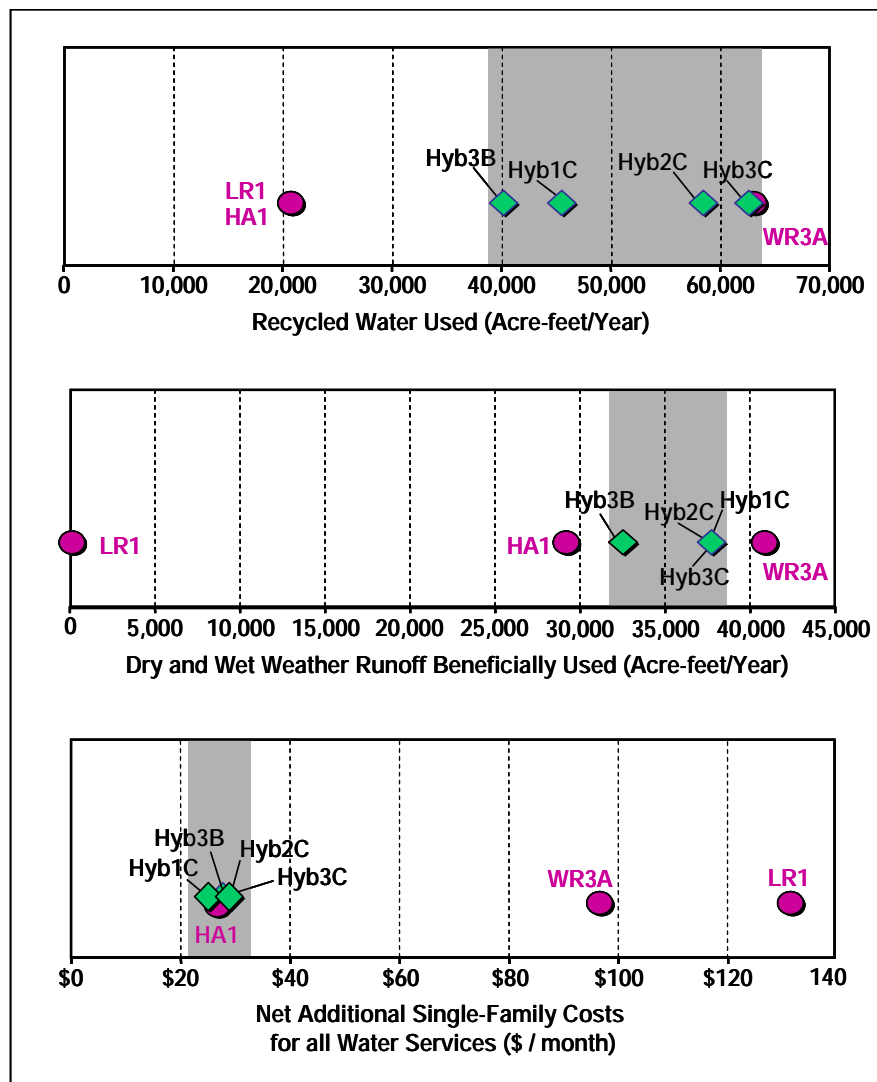 Hyb3B
Hyb1C
Hyb2C
Hyb3C
LR1
HA1
WR3A
0
10,000
20,000
30,000
40,000
50,000
60,000
70,000
Recycled Water Used (Acre-feet/Year)
Hyb3B
Hyb1C
Hyb2C
LR1
HA1
Hyb3C
WR3A
0
5,000
10,000
15,000
20,000
25,000
30,000
35,000
40,000
45,000
Dry and Wet Weather Runoff Beneficially Used (Acre-feet/Year)
Hyb3B
Hyb2C
Hyb1C
Hyb3C
WR3A
LR1
HA1
$0
$20
$40
$60
$80
$100
$120
140
Net Additional Single-Family Costs
for all Water Services ($ / month)